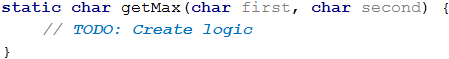 static char getMax(char first, char second) {
    // TODO: Create logic
}